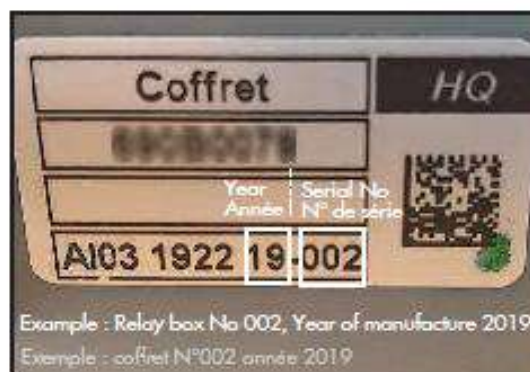 Coffret HQ
Year Serial No
Année N° de série
AI03 1922 19-002
Example : Relay box No 002, Year of manufacture 2019
Exemple : coffret N°002 année 2019